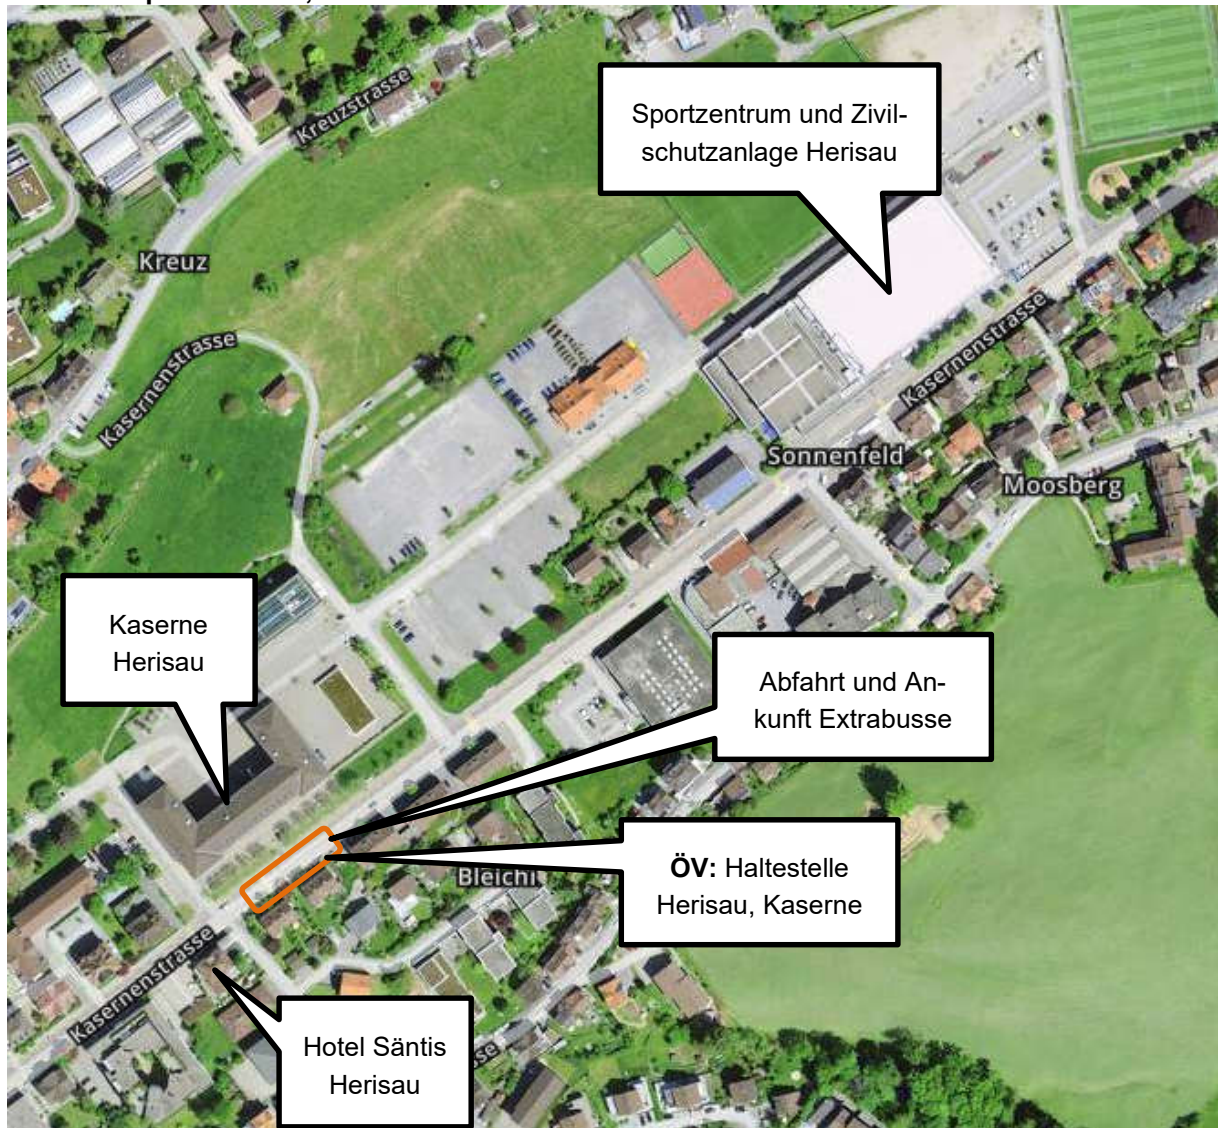 Kreuzstrasse
Sportzentrum und Zivil-
schutzanlage Herisau
Kreuz
Kasernenstrasse
Kasernenstrasse
Sonnenfeld
Moosberg
Kaserne
Herisau
Abfahrt und An-
kunft Extrabusse
ÖV: Haltestelle
Herisau, Kaserne
Bleichi
Kasernenstrasse
Hotel Säntis
Herisau